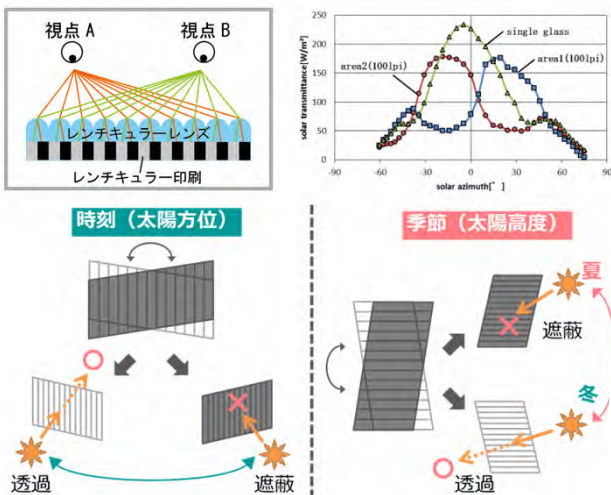 視点A
視点B
レンチキュラーレンズ
レンチキュラー印刷
solar transmittance[W/m²]
250
200
150
100
50
0
-90
-60
-30
0
30
60
90
solar azimuth[°]
single glass
area2(100lpi)
area1(100lpi)
時刻（太陽方位）
透過
遮蔽
季節（太陽高度）
夏
遮蔽
冬
透過